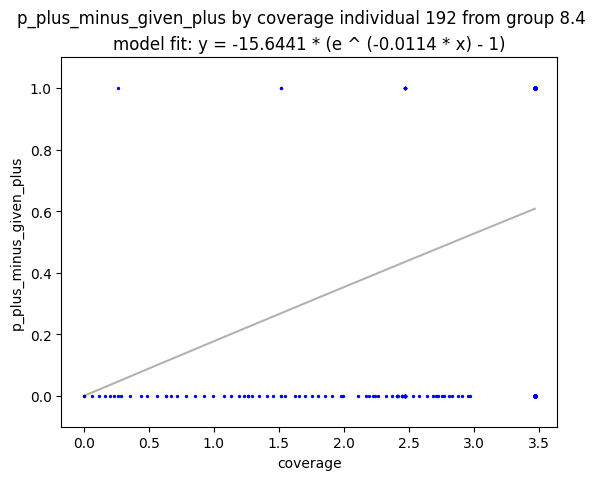 p_plus_minus_given_plus by coverage individual 192 from group 8.4
model fit: y = -15.6441 * (e ^ (-0.0114 * x) - 1)
p_plus_minus_given_plus
1.0
0.8
0.6
0.4
0.2
0.0
0.0 0.5 1.0 1.5 2.0 2.5 3.0 3.5
coverage